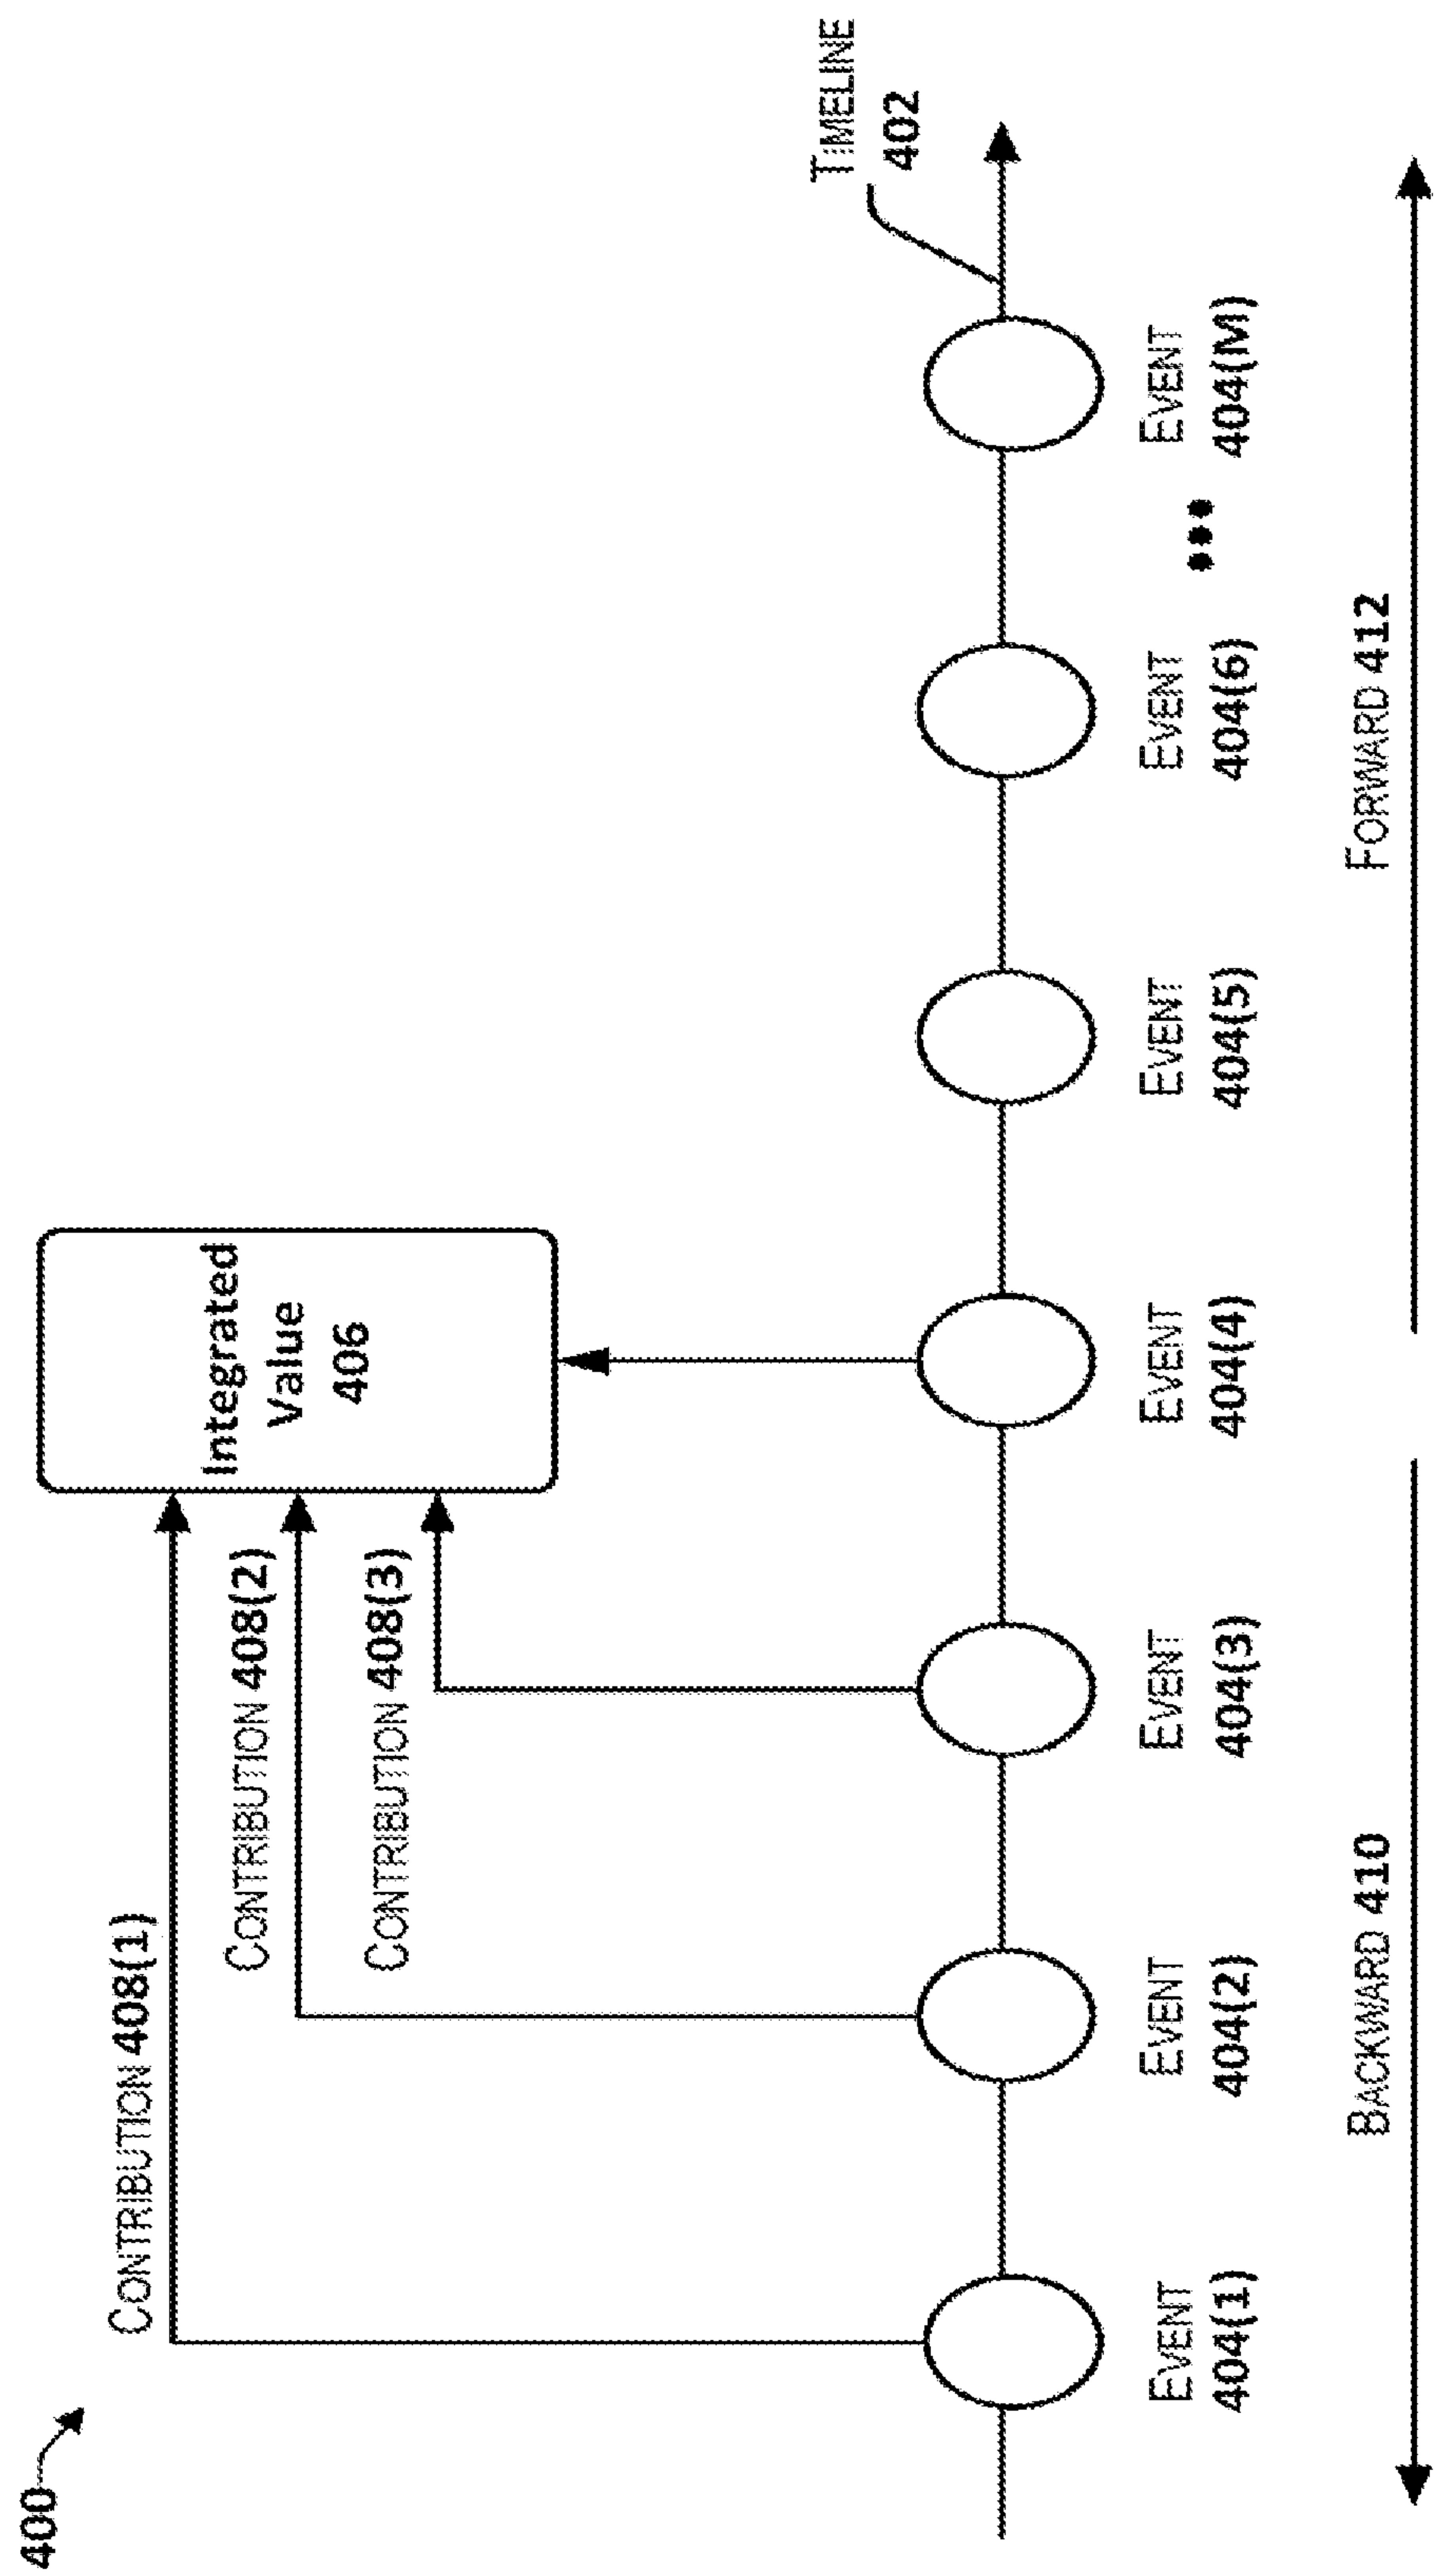 400
CONTRIBUTION 408(1)
CONTRIBUTION 408(2)
CONTRIBUTION 408(3)
Integrated
Value
406
TIMELINE
402
EVENT
404(1)
EVENT
404(2)
EVENT
404(3)
EVENT
404(4)
EVENT
404(5)
EVENT
404(6)
•••
EVENT
404(M)
BACKWARD 410
FORWARD 412